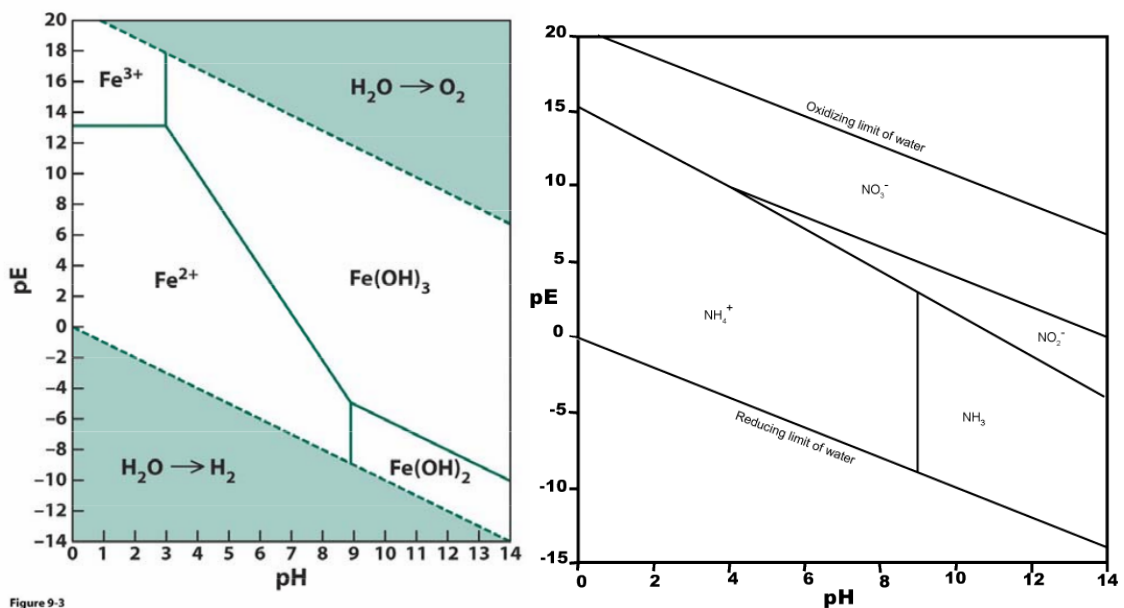 20
18
16
14
12
10
8
6
4
2
0
−2
−4
−6
−8
−10
−12
−14
pE
Fe³⁺
H₂O → O₂
Fe²⁺
Fe(OH)₃
H₂O → H₂
Fe(OH)₂
0 1 2 3 4 5 6 7 8 9 10 11 12 13 14
pH
Figure 9-3
20
15
10
5
0
-5
-10
-15
pE
Oxidizing limit of water
NO₃⁻
NH₄⁺
NO₂⁻
NH₃
Reducing limit of water
0 2 4 6 8 10 12 14
pH